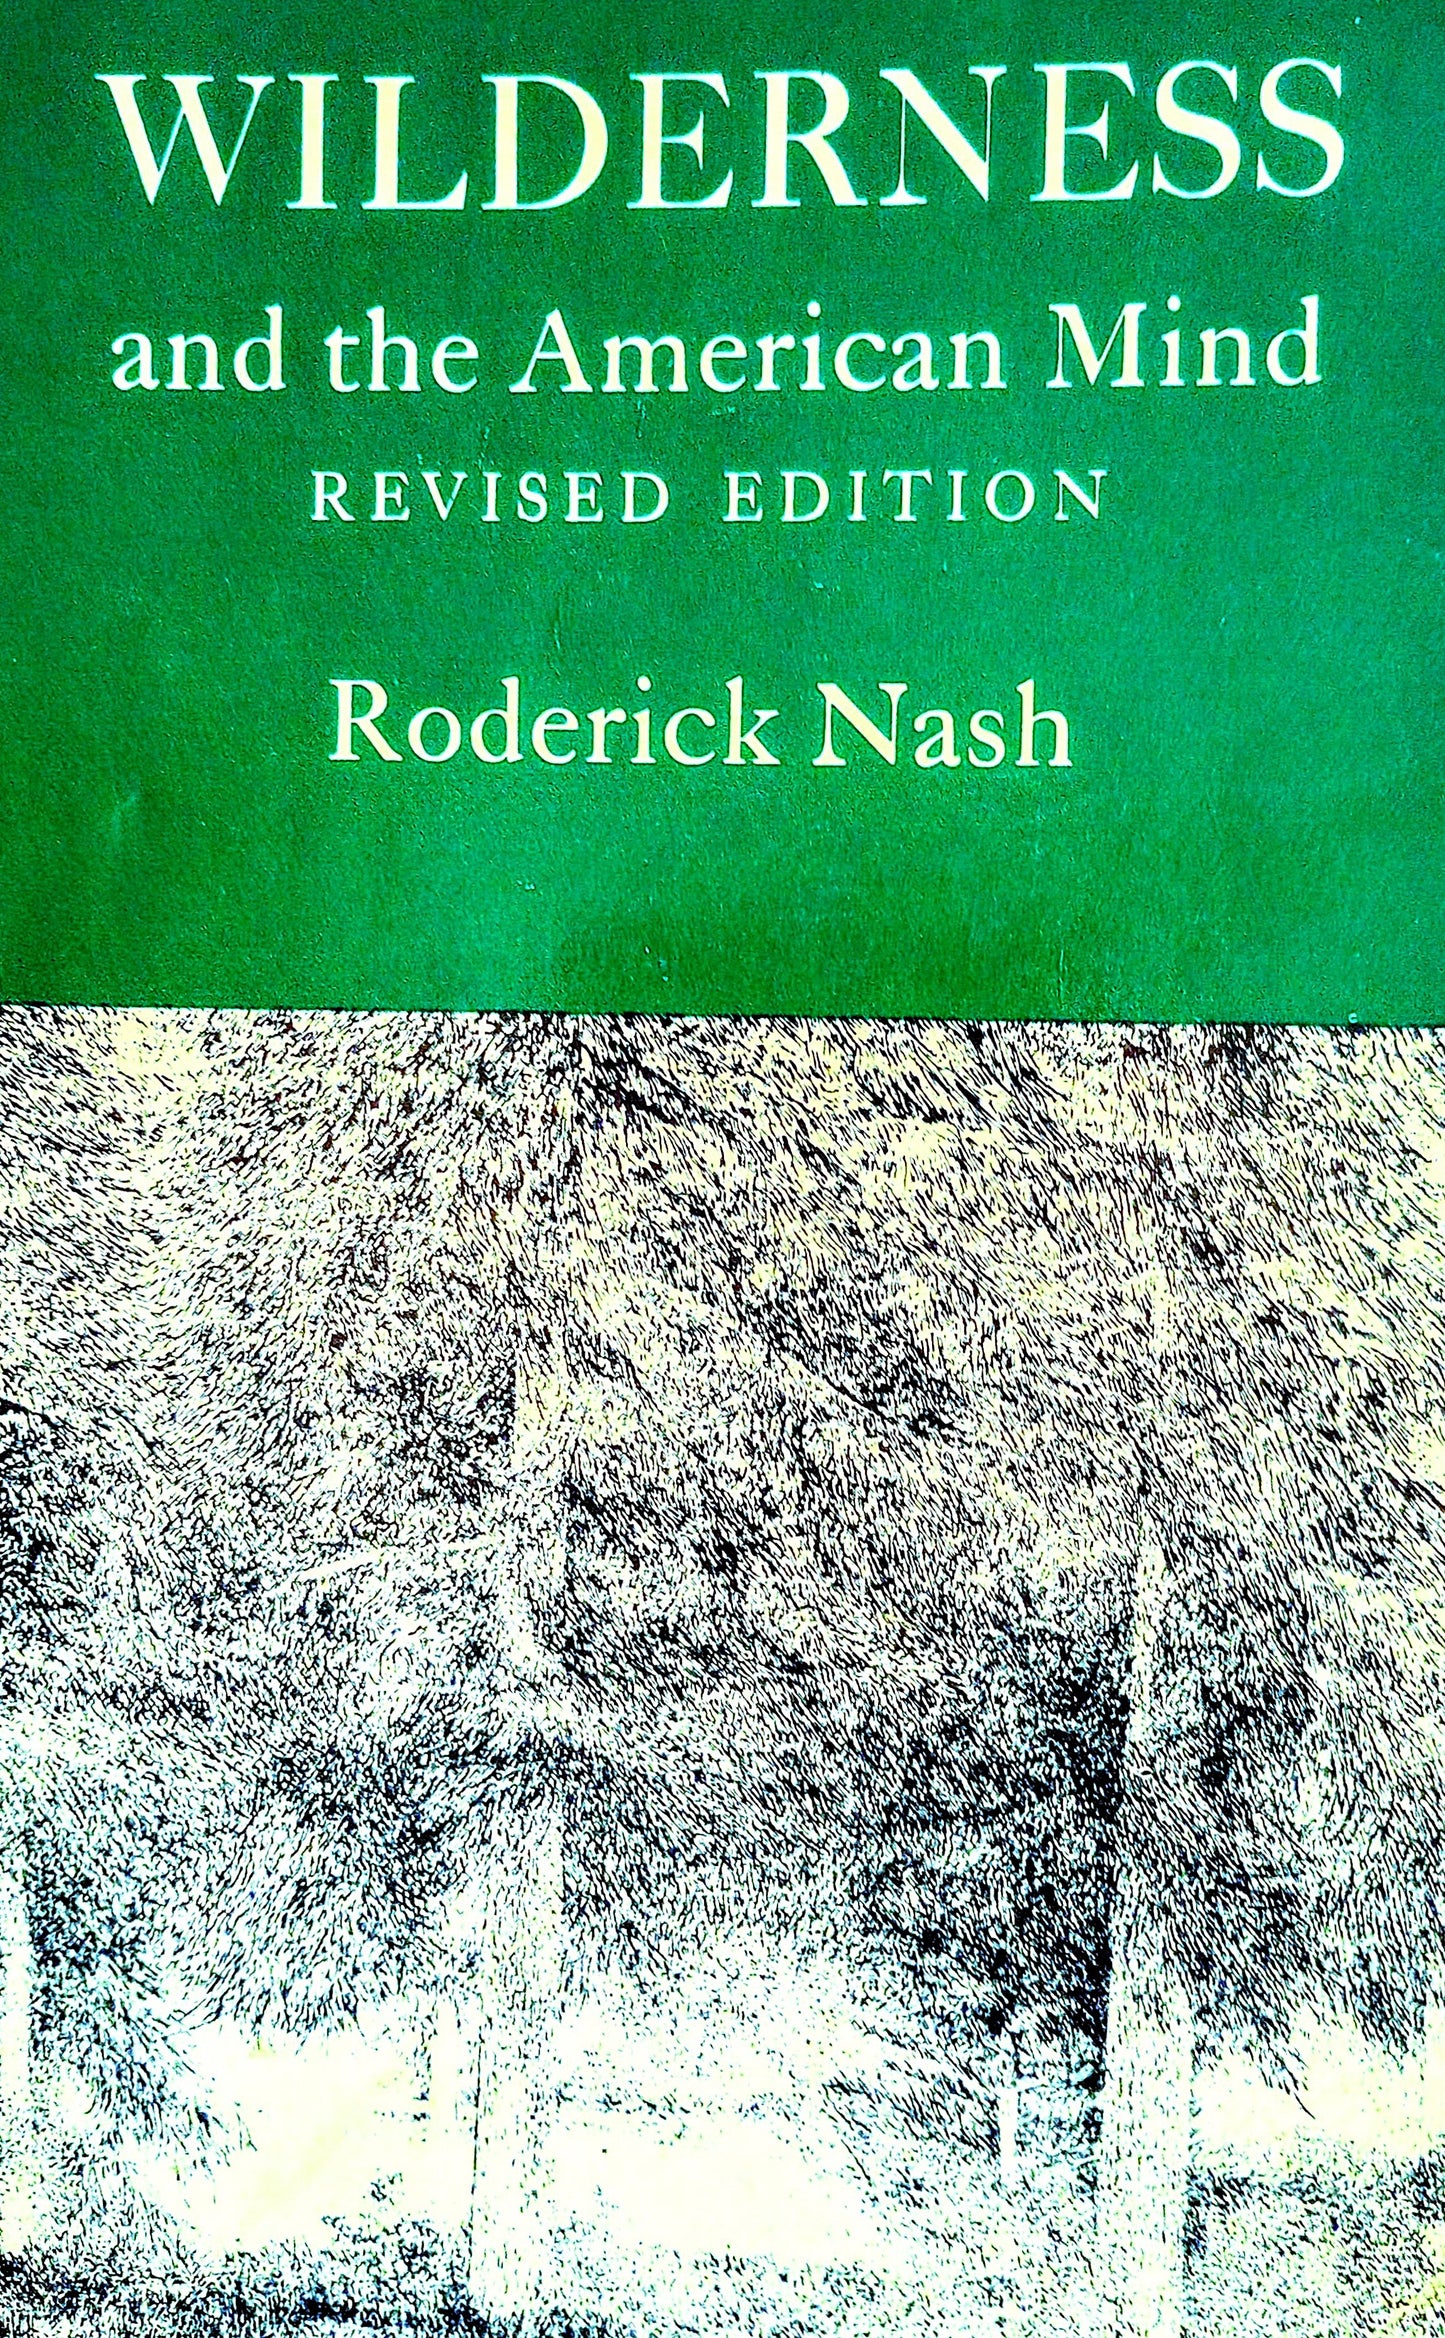 WILDERNESS
and the American Mind
REVISED EDITION
Roderick Nash